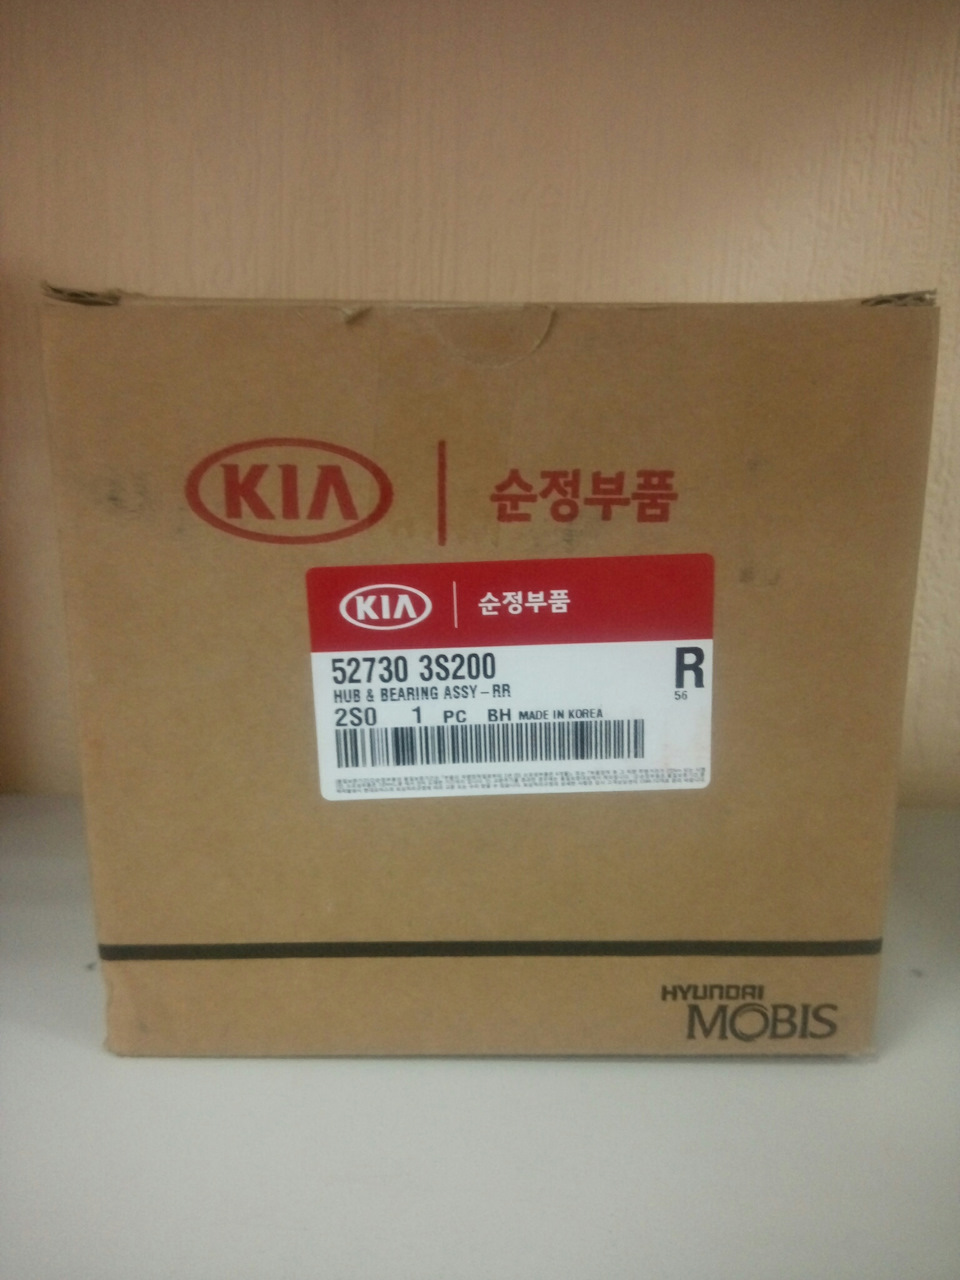 KIA 순정부품
KIA 순정부품
52730 3S200 R
HUB & BEARING ASSY-RR 56
2S0 1 PC BH MADE IN KOREA
HYUNDAI
MOBIS